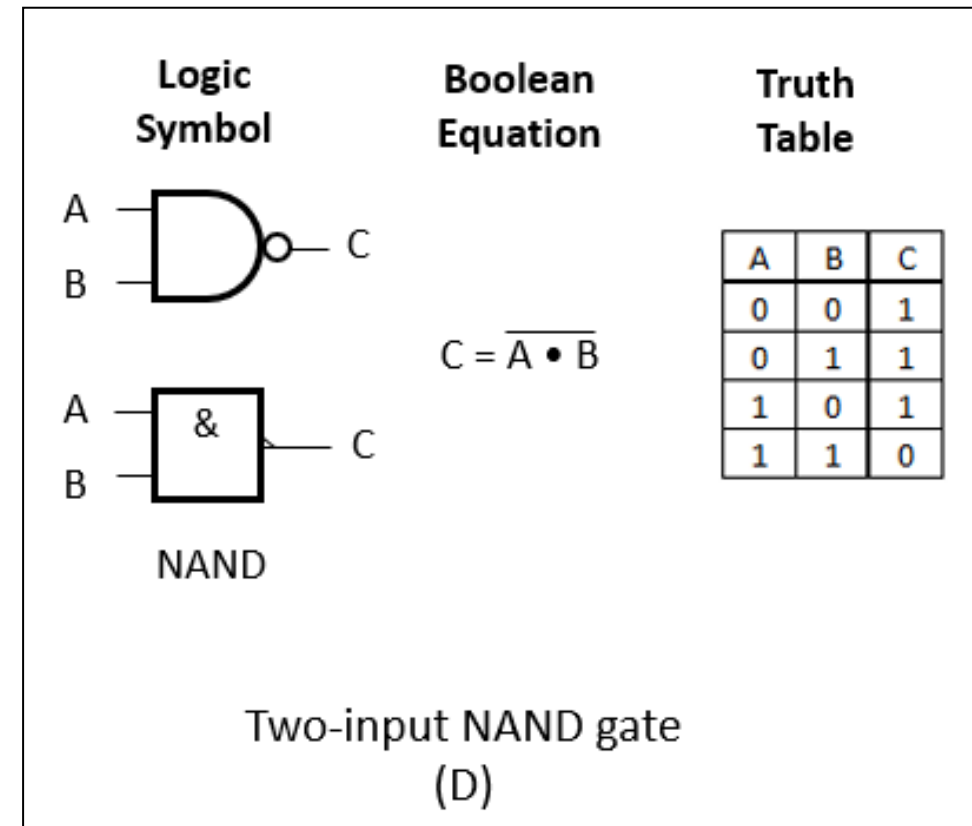 Logic
Symbol
Boolean
Equation
Truth
Table
A
B
C
C = \overline{A • B}
A
B
&
C
NAND
A B C
0 0 1
0 1 1
1 0 1
1 1 0
Two-input NAND gate
(D)